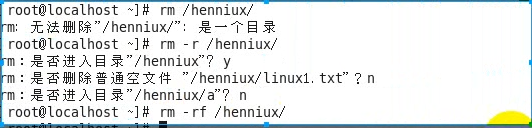 root@localhost ~]# rm /henniux/
rm: 无法删除"/henniux/": 是一个目录
root@localhost ~]# rm -r /henniux/
rm：是否进入目录"/henniux"? y
rm：是否删除普通空文件 "/henniux/linux1.txt"？n
rm：是否进入目录"/henniux/a"? n
root@localhost ~]# rm -rf /henniux/